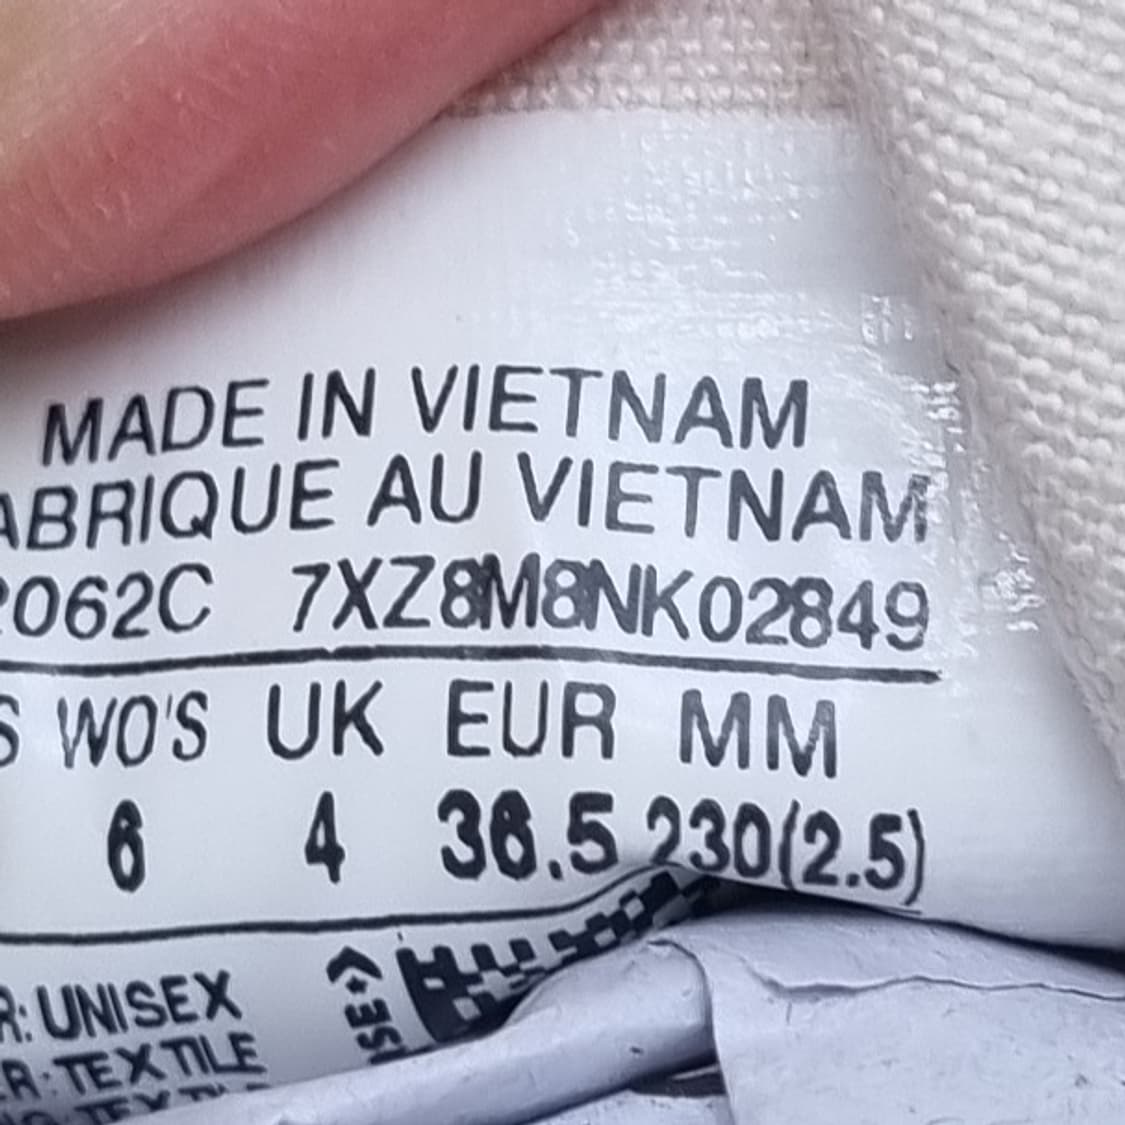 MADE IN VIETNAM
ABRIQUE AU VIETNAM
2062C 7XZ8M8NK02849
S WO'S UK EUR MM
6 4 36.5 230(2.5)
R: UNISEX
R: TEXTILE